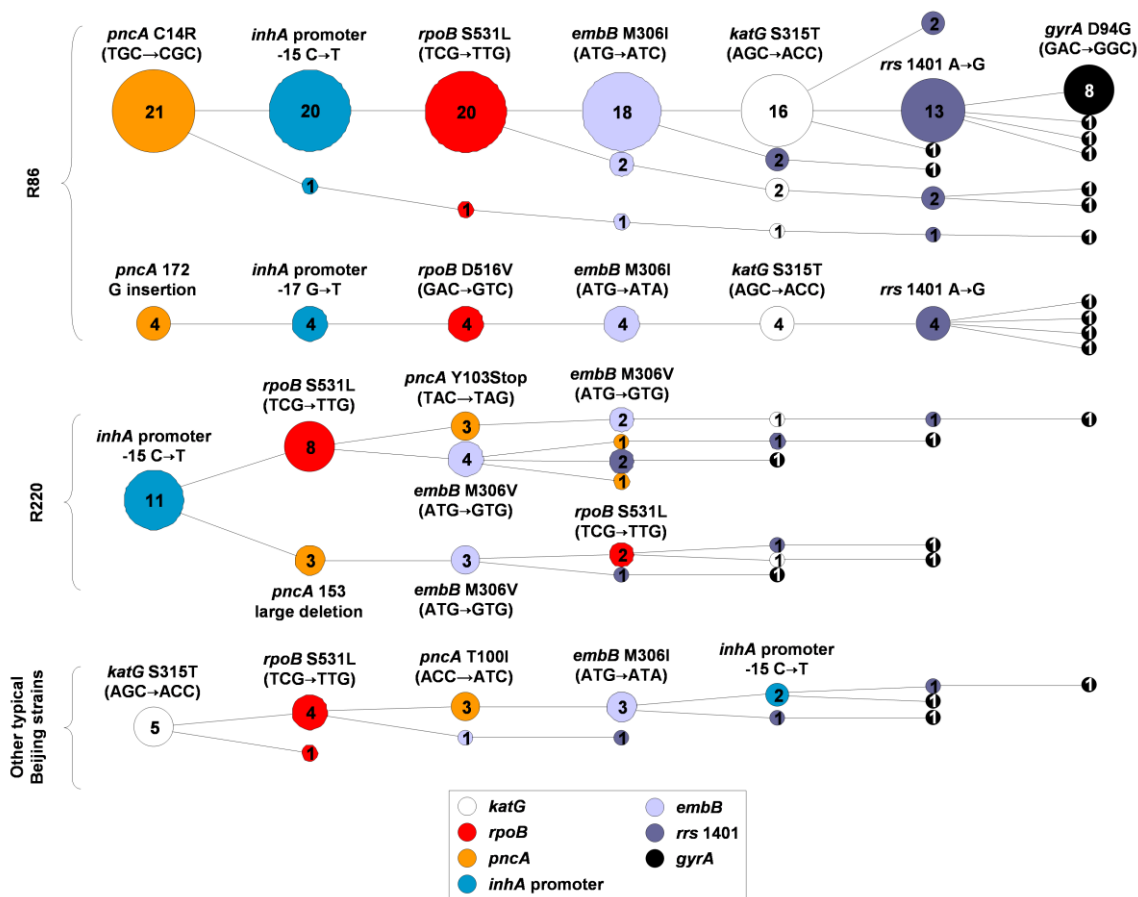 pncA C14R
(TGC→CGC)
inhA promoter
-15 C→T
rpoB S531L
(TCG→TTG)
embB M306I
(ATG→ATC)
katG S315T
(AGC→ACC)
rrs 1401 A→G
gyrA D94G
(GAC→GGC)
2
21
20
20
18
16
13
8
1
1
1
1
2
2
1
1
2
2
1
1
1
1
1
1
1
1
R86
pncA 172
G insertion
inhA promoter
-17 G→T
rpoB D516V
(GAC→GTC)
embB M306I
(ATG→ATA)
katG S315T
(AGC→ACC)
rrs 1401 A→G
4
4
4
4
4
4
1
1
1
1
R220
inhA promoter
-15 C→T
11
rpoB S531L
(TCG→TTG)
8
pncA Y103Stop
(TAC→TAG)
3
4
embB M306V
(ATG→GTG)
embB M306V
(ATG→GTG)
2
1
1
1
1
1
1
2
1
1
rpoB S531L
(TCG→TTG)
3
3
2
1
1
1
1
1
1
pncA 153
large deletion
embB M306V
(ATG→GTG)
Other typical
Beijing strains
katG S315T
(AGC→ACC)
5
rpoB S531L
(TCG→TTG)
4
1
pncA T100I
(ACC→ATC)
3
1
embB M306I
(ATG→ATA)
3
1
inhA promoter
-15 C→T
2
1
1
1
1
1
katG
rpoB
pncA
inhA promoter
embB
rrs 1401
gyrA